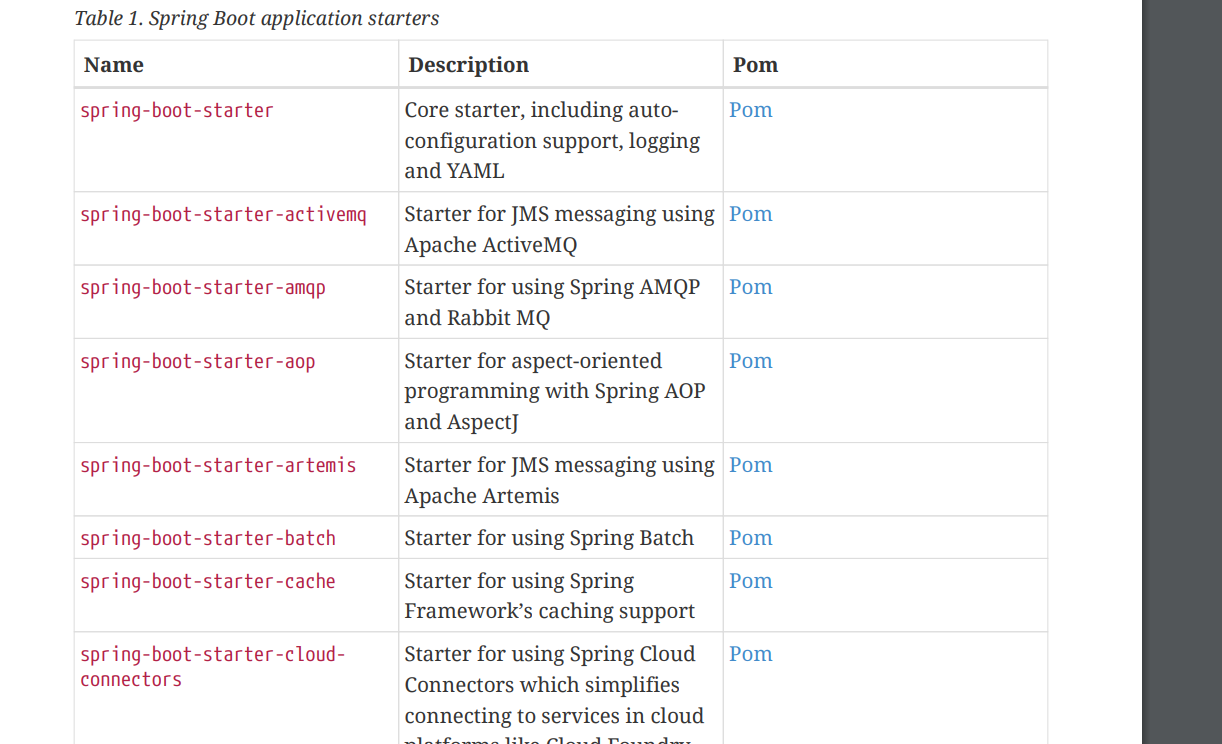 Table 1. Spring Boot application starters
Name Description Pom
spring-boot-starter Core starter, including auto- Pom
configuration support, logging
and YAML
spring-boot-starter-activemq Starter for JMS messaging using Pom
Apache ActiveMQ
spring-boot-starter-amqp Starter for using Spring AMQP Pom
and Rabbit MQ
spring-boot-starter-aop Starter for aspect-oriented Pom
programming with Spring AOP
and AspectJ
spring-boot-starter-artemis Starter for JMS messaging using Pom
Apache Artemis
spring-boot-starter-batch Starter for using Spring Batch Pom
spring-boot-starter-cache Starter for using Spring Pom
Framework’s caching support
spring-boot-starter-cloud- Starter for using Spring Cloud Pom
connectors Connectors which simplifies
connecting to services in cloud
platforms like Cloud Foundry